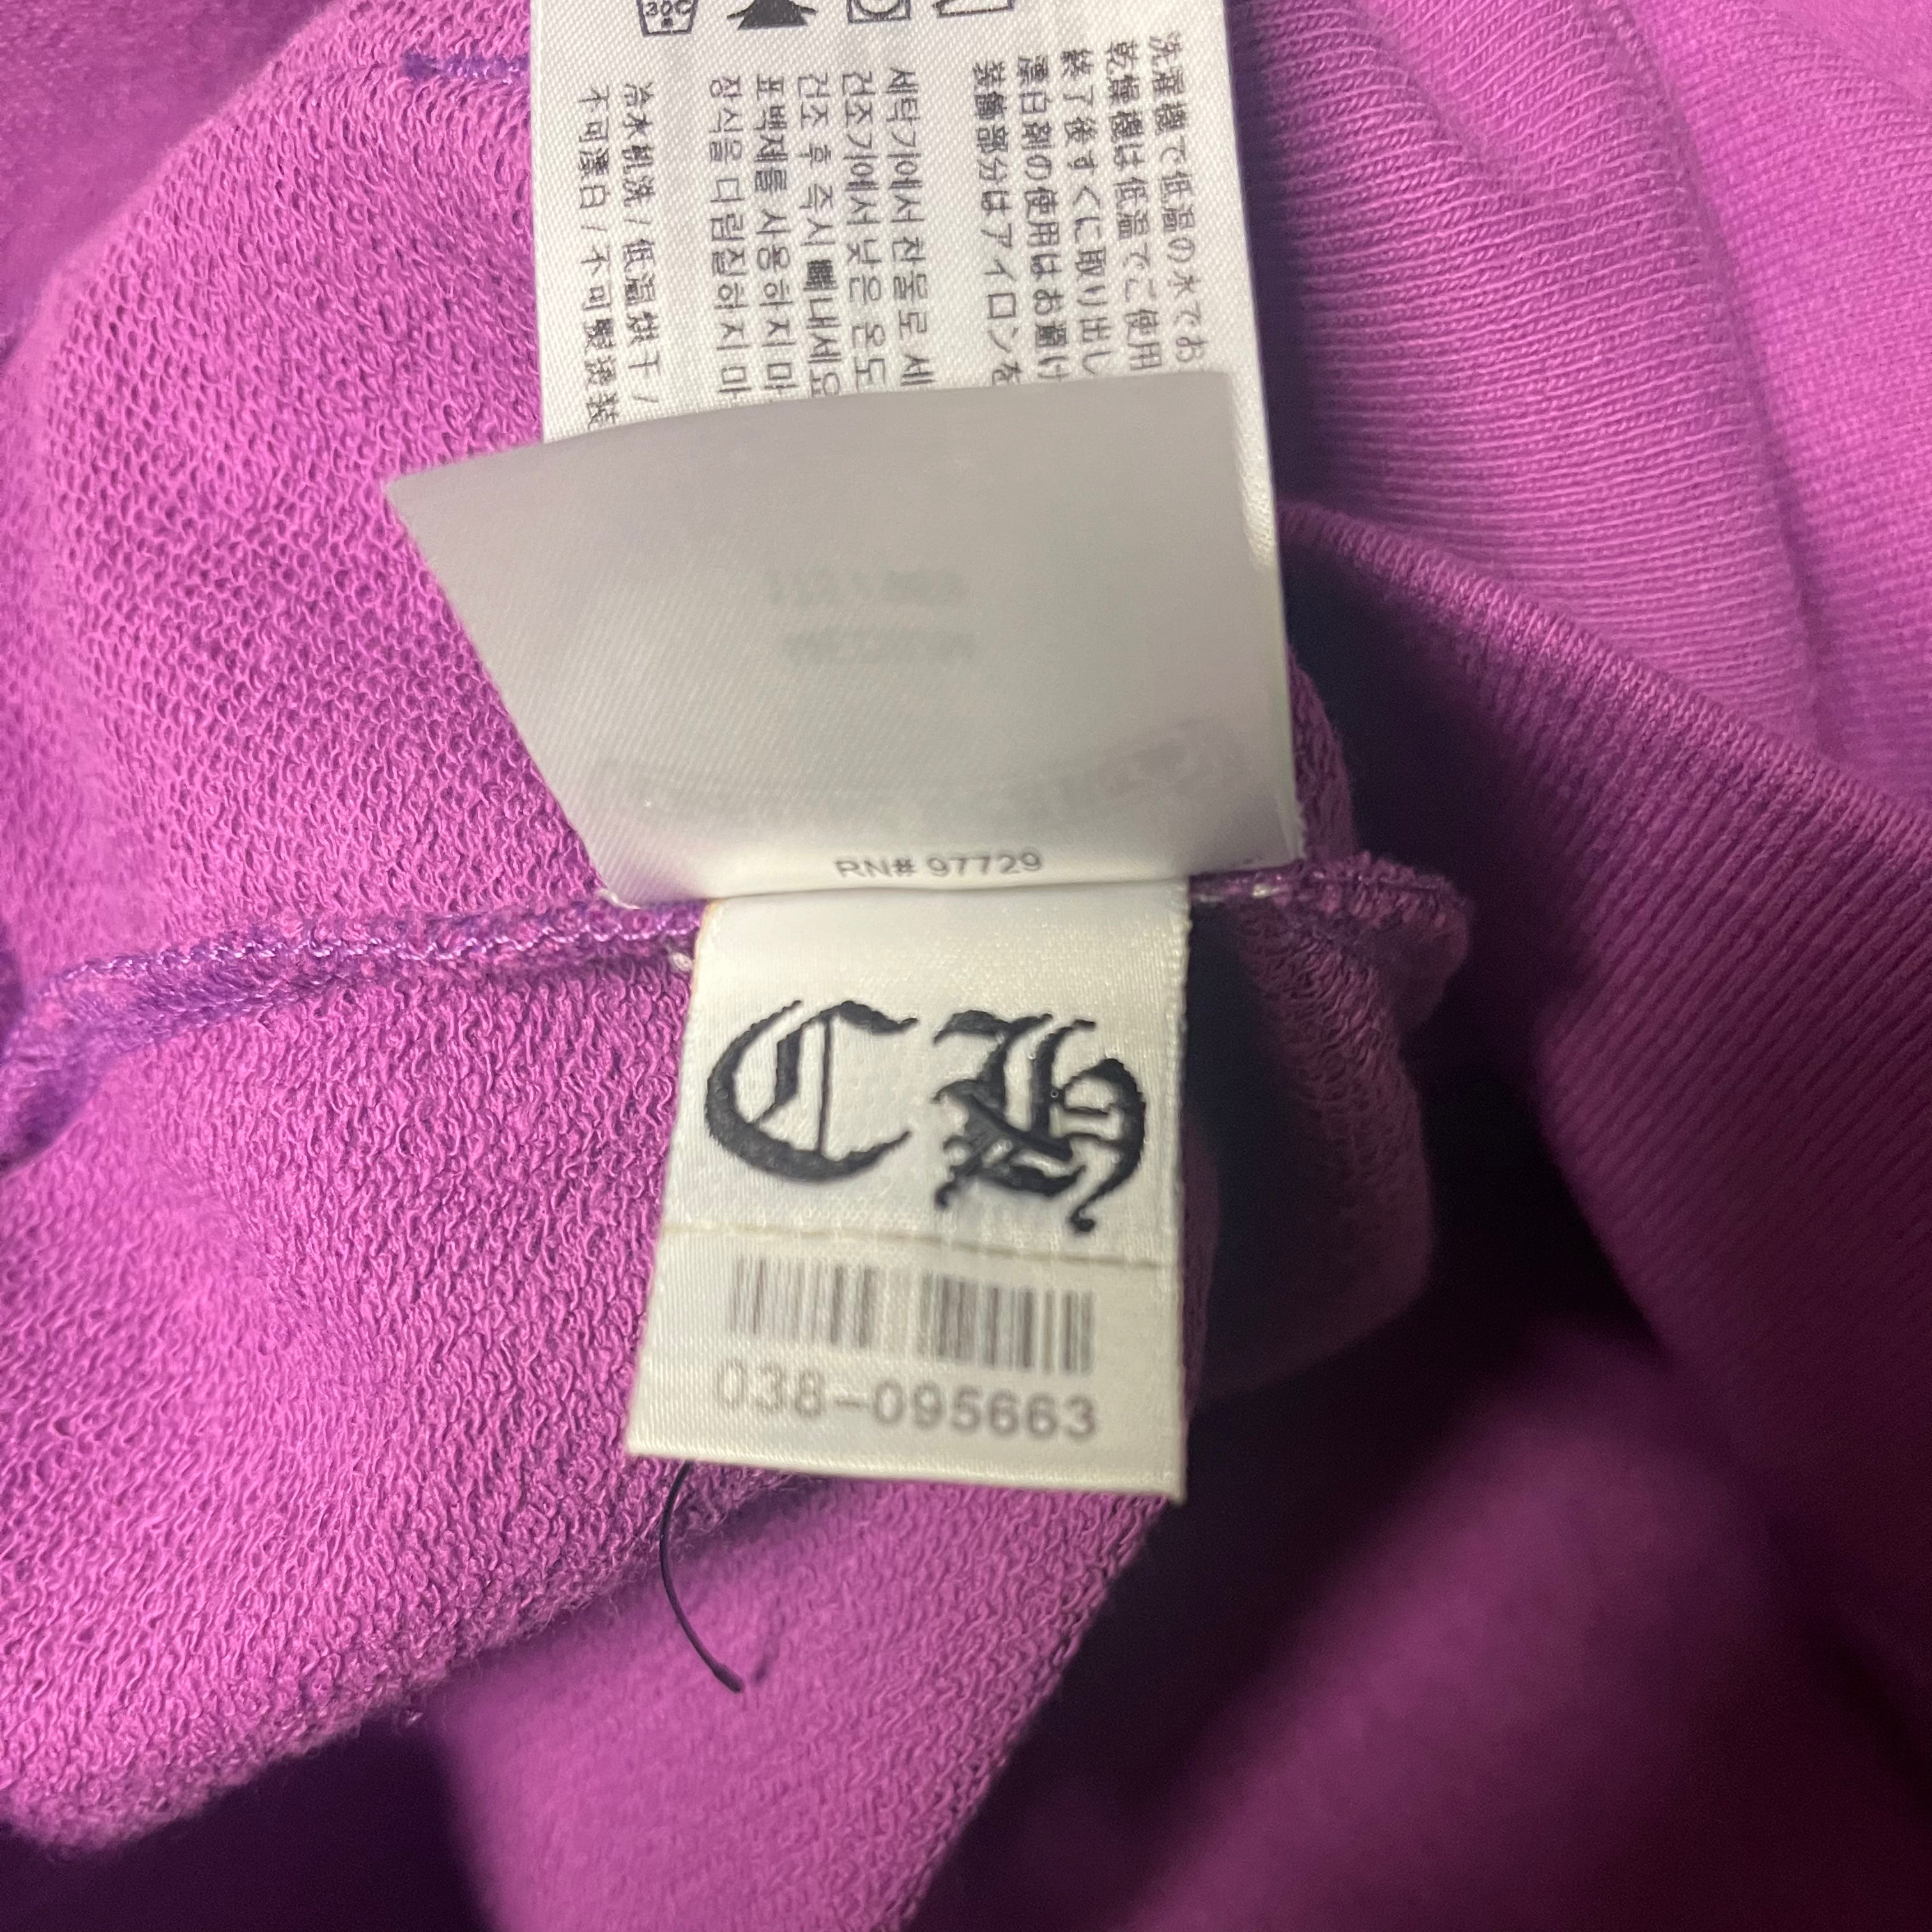 30C
洗濯機で低温の水でお
乾燥機は低温でご使用
終了後すぐに取り出し
漂白剤の使用はお避け
装飾部分はアイロンを
세탁기에서 찬물로 세
건조기에서 낮은 온도
건조 후 즉시 빼내세요
표백제를 사용하지 마
장식을 다림질하지 마
冷水机洗 / 低温烘干 /
不可漂白 / 不可熨烫装
RN# 97729
CH
038-095663